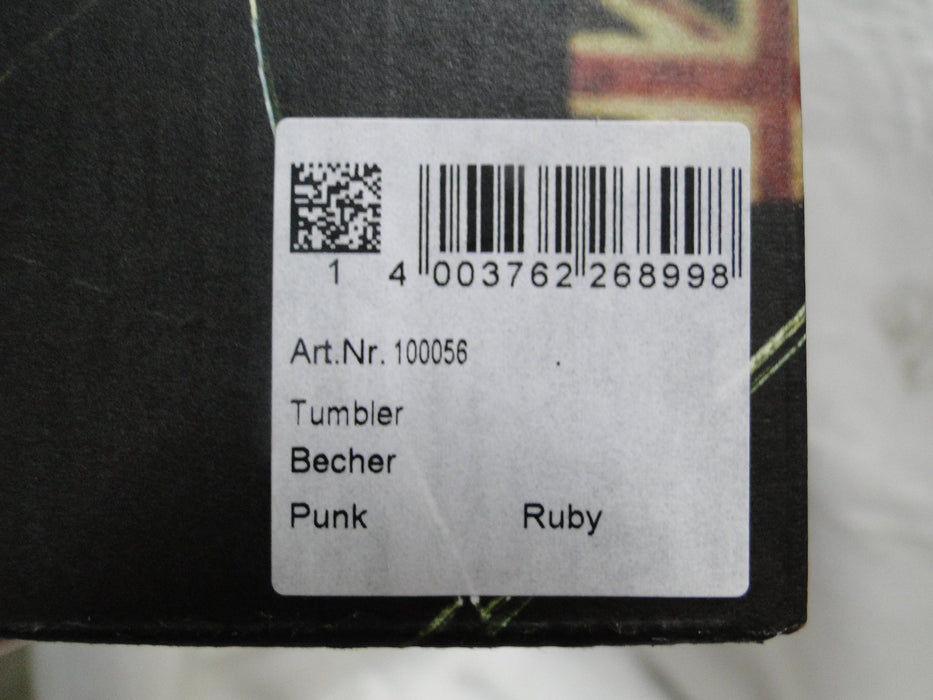 1 4 003762 268998
Art.Nr. 100056
Tumbler
Becher
Punk Ruby